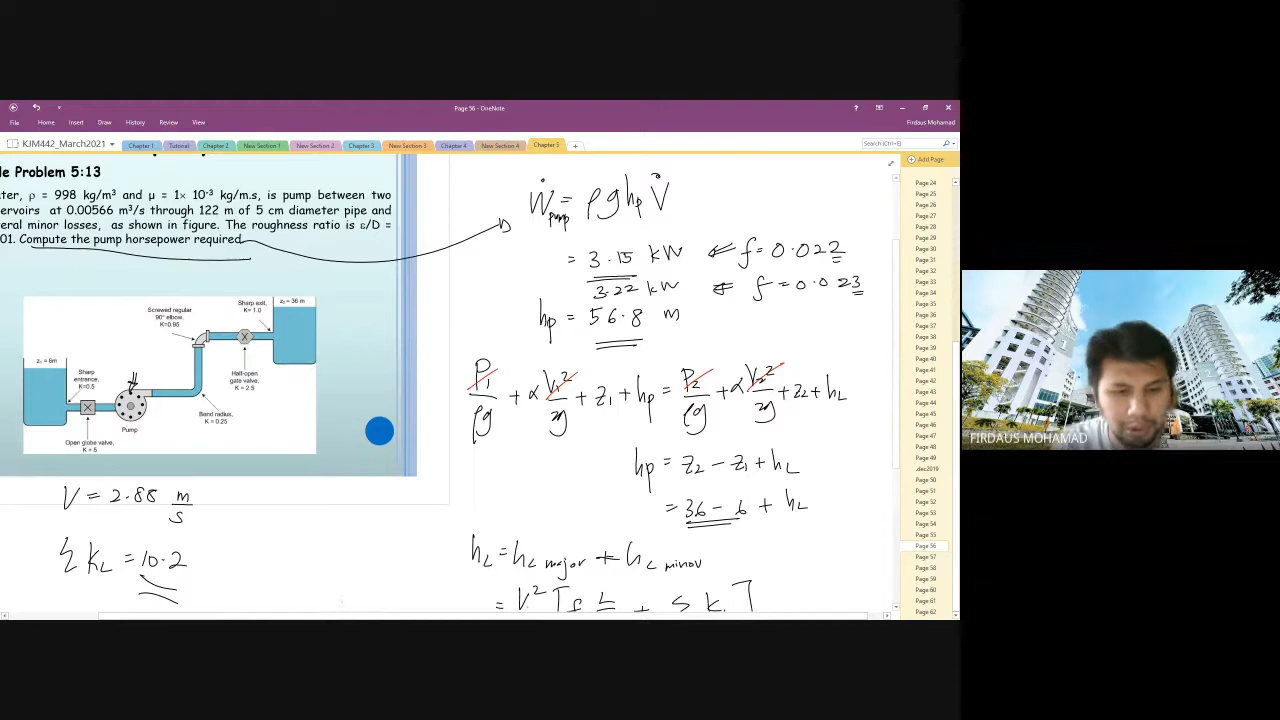 Page 56 - OneNote
File Home Insert Draw History Review View
Firdaus Mohamad
KJM442_March2021
Chapter 1 Tutorial Chapter 2 New Section 1 New Section 2 Chapter 3 New Section 3 Chapter 4 New Section 4 Chapter 5 +
Search (Ctrl+E)
Add Page
Page 24
Page 25
Page 26
Page 27
Page 28
Page 29
Page 30
Page 31
Page 32
Page 33
Page 34
Page 35
Page 36
Page 37
Page 38
Page 39
Page 40
Page 41
Page 42
Page 43
Page 44
Page 45
Page 46
Page 47
Page 48
Page 49
.dec2019
Page 50
Page 51
Page 52
Page 53
Page 54
Page 55
Page 56
Page 57
Page 58
Page 59
Page 60
Page 61
Page 62
le Problem 5:13
ter, ρ = 998 kg/m³ and μ = 1× 10⁻³ kg/m.s, is pump between two
ervoirs at 0.00566 m³/s through 122 m of 5 cm diameter pipe and
eral minor losses, as shown in figure. The roughness ratio is ε/D =
01. Compute the pump horsepower required.
z₁ = 6m
Sharp
entrance,
K=0.5
Open globe valve,
K = 5
Pump
Screwed regular
90° elbow,
K=0.95
Bend radius,
K = 0.25
Sharp exit,
K= 1.0
Half-open
gate valve,
K = 2.5
z₂ = 36 m
V = 2.88 m/s
Σ K_L = 10.2
Ẇpump = ρ g hp V̇
= 3.15 kW ← f = 0.022
3.22 kW ← f = 0.023
hp = 56.8 m
P₁/ρg + α V₁²/2g + z₁ + hp = P₂/ρg + α V₂²/2g + z₂ + h_L
hp = z₂ − z₁ + h_L
= 36 − 6 + h_L
h_L = h_L major + h_L minor
FIRDAUS MOHAMAD